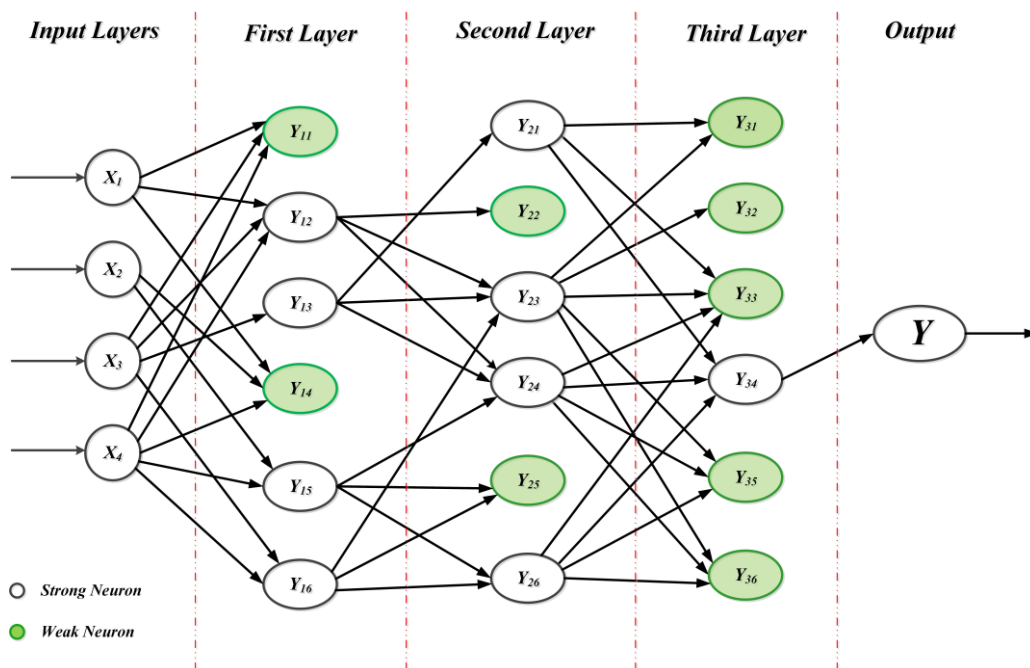 Input Layers
First Layer
Second Layer
Third Layer
Output
X1
X2
X3
X4
Y11
Y12
Y13
Y14
Y15
Y16
Y21
Y22
Y23
Y24
Y25
Y26
Y31
Y32
Y33
Y34
Y35
Y36
Y
Strong Neuron
Weak Neuron